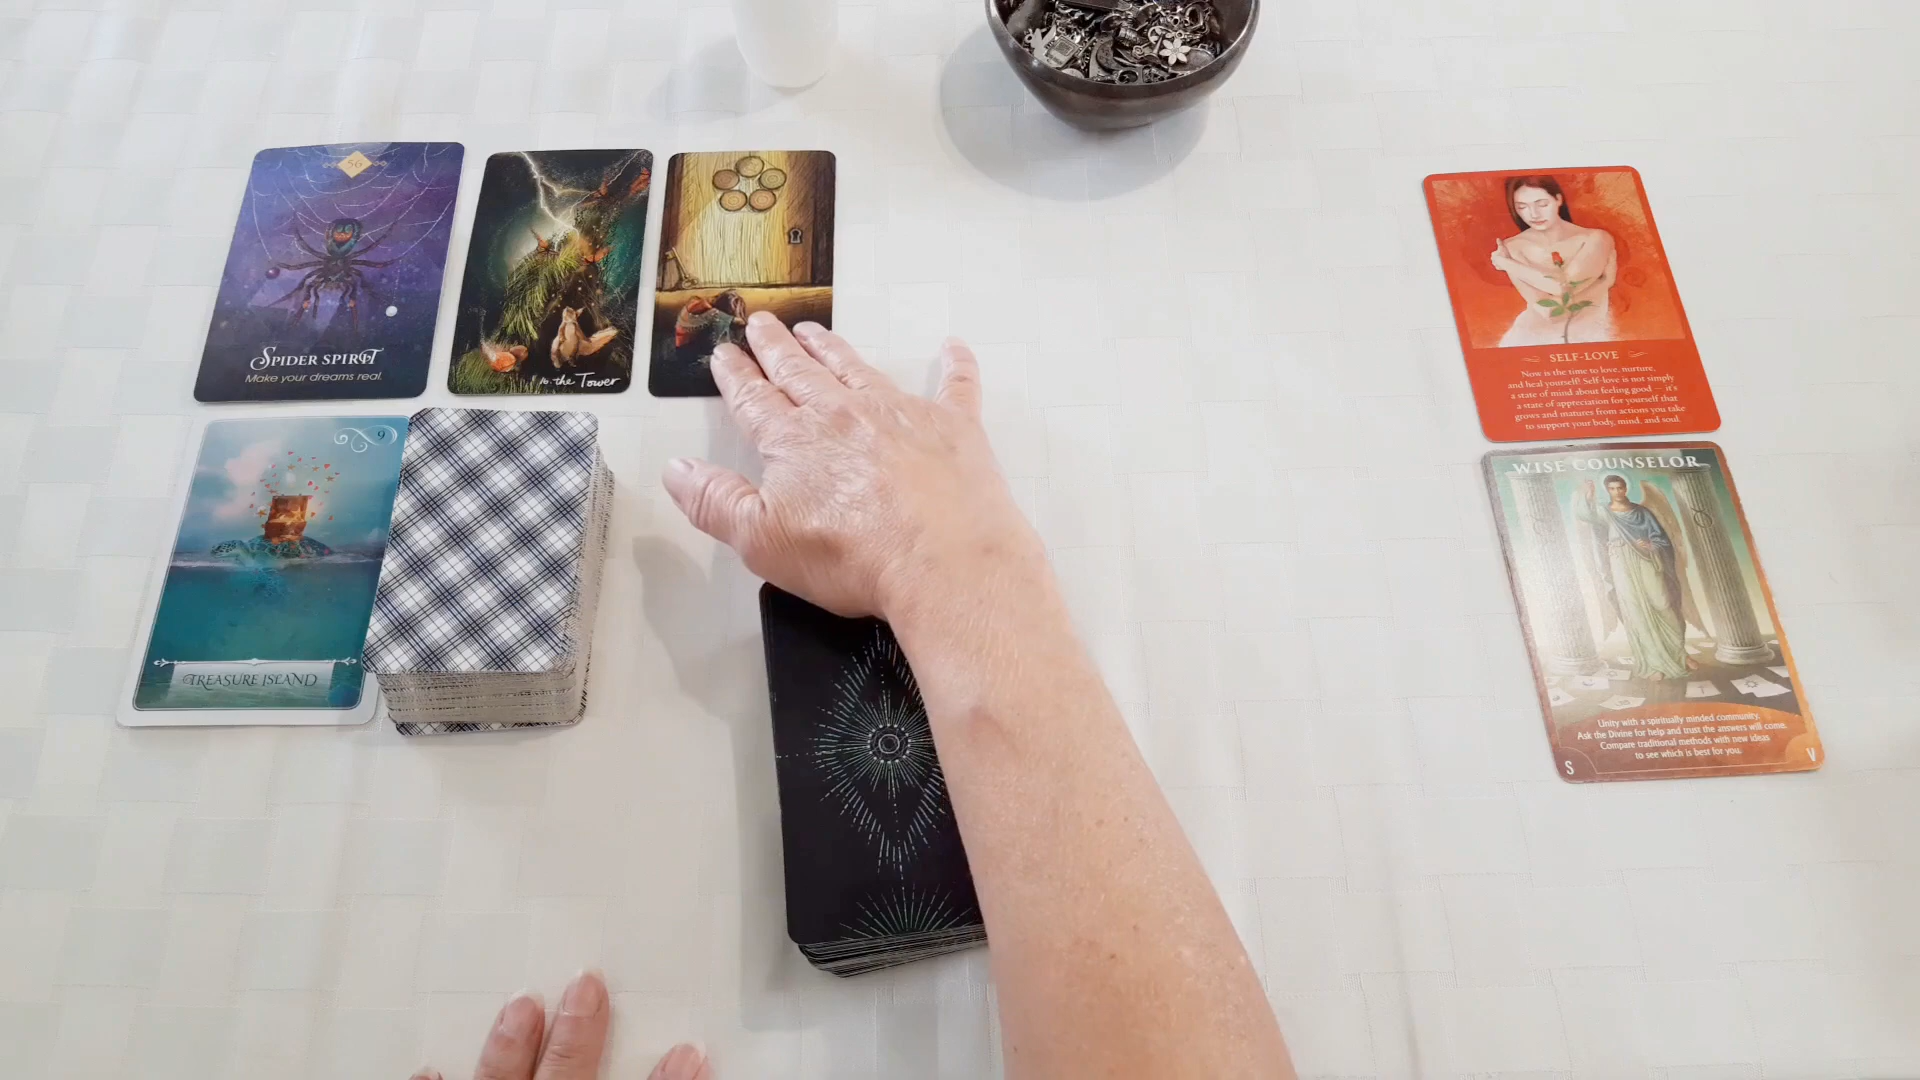 56
SPIDER SPIRIT
Make your dreams real.
16 the Tower
9
TREASURE ISLAND
SELF-LOVE
Now is the time to love, nurture,
and heal yourself! Self-love is not simply
a state of mind about feeling good — it's
a state of appreciation for yourself that
grows and matures from actions you take
to support your body, mind, and soul.
WISE COUNSELOR
Unity with a spiritually minded community.
Ask the Divine for help and trust the answers will come.
Compare traditional methods with new ideas
to see which is best for you.
S
V